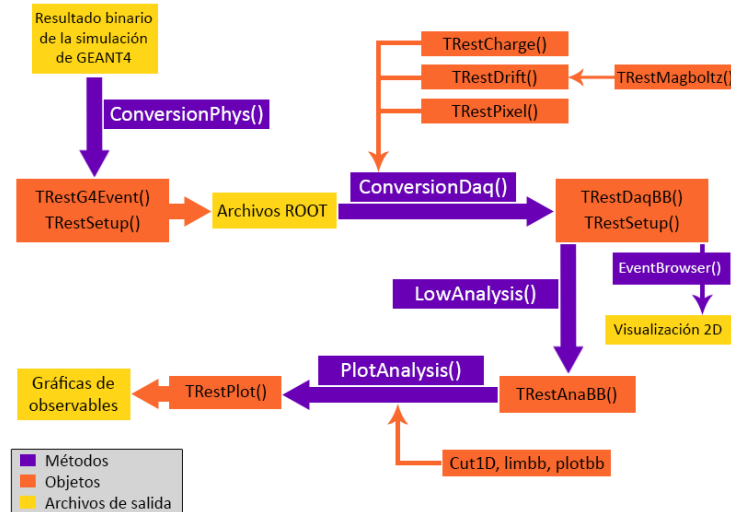 Resultado binario
de la simulación
de GEANT4
ConversionPhys()
TRestCharge()
TRestDrift()
TRestMagboltz()
TRestPixel()
TRestG4Event()
TRestSetup()
Archivos ROOT
ConversionDaq()
TRestDaqBB()
TRestSetup()
EventBrowser()
LowAnalysis()
Visualización 2D
PlotAnalysis()
Gráficas de
observables
TRestPlot()
TRestAnaBB()
Cut1D, limbb, plotbb
Métodos
Objetos
Archivos de salida